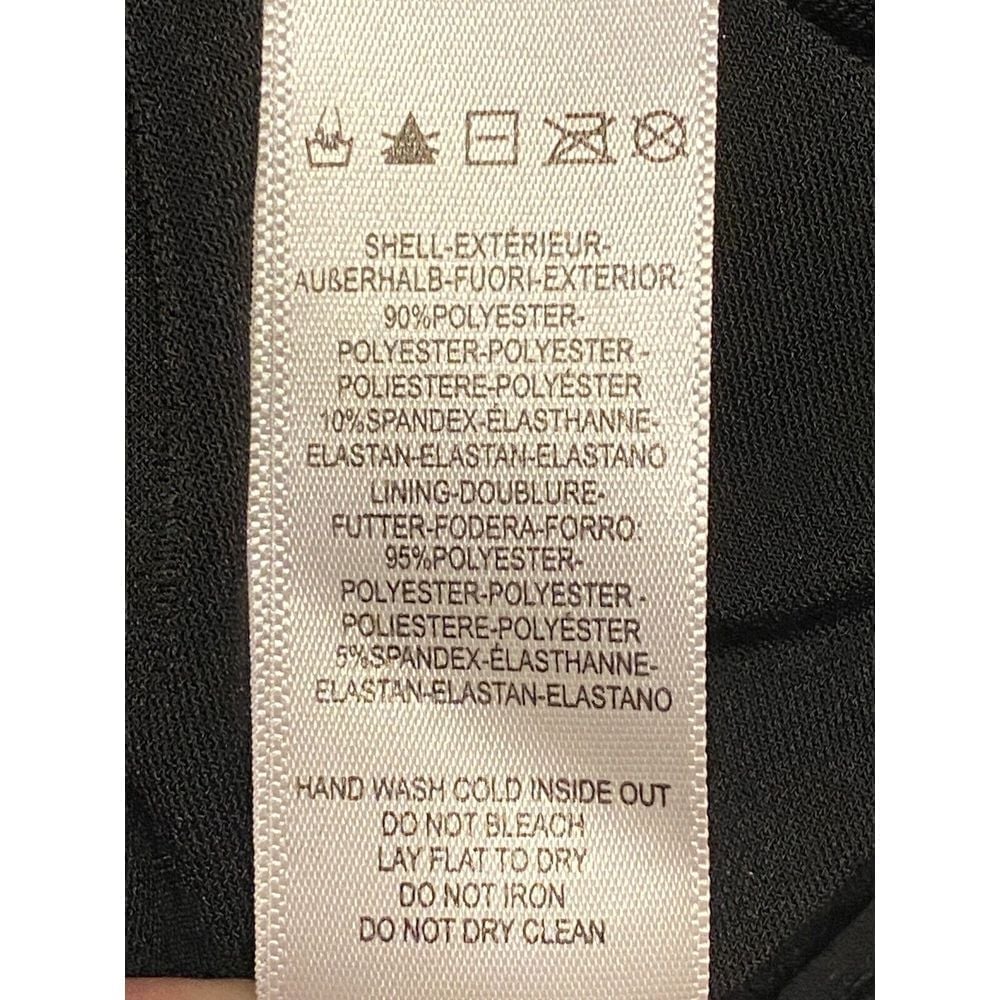 SHELL-EXTÉRIEUR-
AUßERHALB-FUORI-EXTERIOR:
90%POLYESTER-
POLYESTER-POLYESTER -
POLIESTERE-POLYÉSTER
10%SPANDEX-ÉLASTHANNE-
ELASTAN-ELASTAN-ELASTANO
LINING-DOUBLURE-
FUTTER-FODERA-FORRO:
95%POLYESTER-
POLYESTER-POLYESTER -
POLIESTERE-POLYÉSTER
5%SPANDEX-ÉLASTHANNE-
ELASTAN-ELASTAN-ELASTANO
HAND WASH COLD INSIDE OUT
DO NOT BLEACH
LAY FLAT TO DRY
DO NOT IRON
DO NOT DRY CLEAN